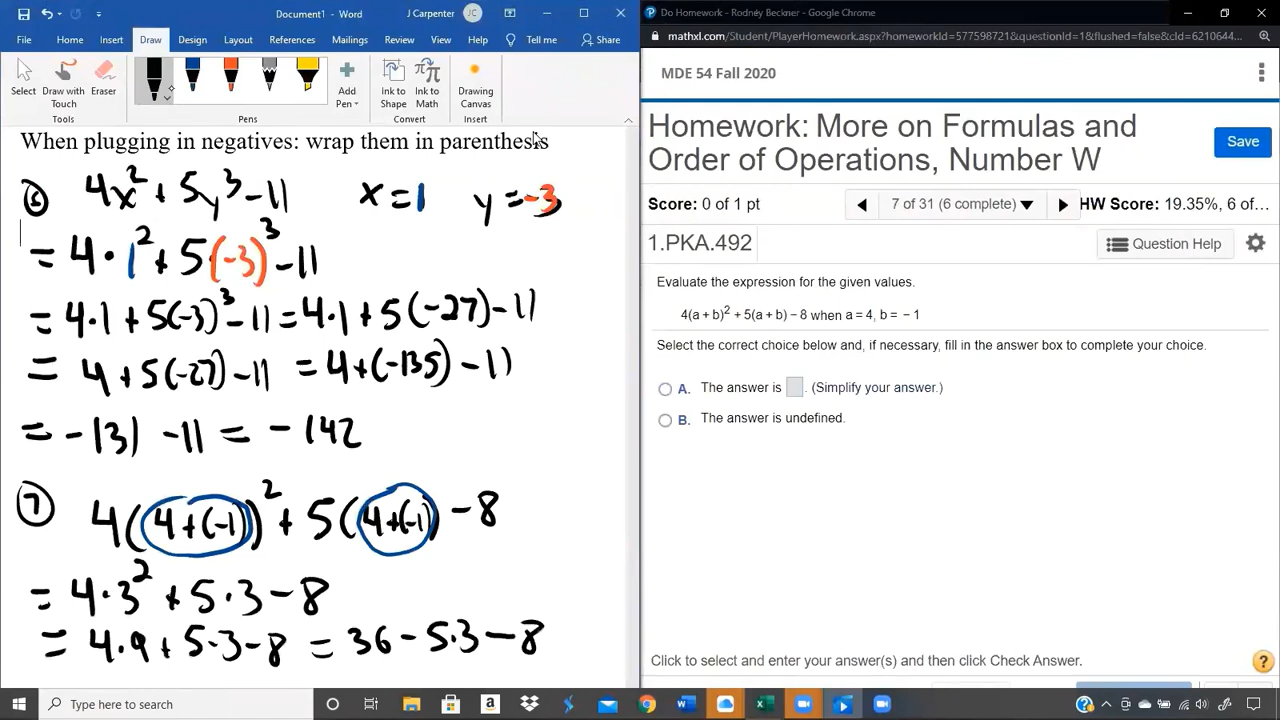 Document1 - Word
J Carpenter
JC
File
Home
Insert
Draw
Design
Layout
References
Mailings
Review
View
Help
Tell me
Share
Select
Draw with Touch
Eraser
Add Pen
Ink to Shape
Ink to Math
Drawing Canvas
Tools
Pens
Convert
Insert
When plugging in negatives: wrap them in parenthesis
⑥ 4x² + 5y³ - 11 x = 1 y = -3
= 4 · 1² + 5(-3)³ - 11
= 4·1 + 5(-3)³ - 11 = 4·1 + 5(-27) - 11
= 4 + 5(-27) - 11 = 4 + (-135) - 11
= -131 - 11 = -142
⑦ 4(4+(-1))² + 5(4+(-1)) - 8
= 4·3² + 5·3 - 8
= 4·9 + 5·3 - 8 = 36 - 5·3 - 8
Type here to search
Do Homework - Rodney Beckner - Google Chrome
mathxl.com/Student/PlayerHomework.aspx?homeworkId=577598721&questionId=1&flushed=false&cId=6210644...
MDE 54 Fall 2020
Homework: More on Formulas and
Order of Operations, Number W
Save
Score: 0 of 1 pt
7 of 31 (6 complete)
HW Score: 19.35%, 6 of...
1.PKA.492
Question Help
Evaluate the expression for the given values.
4(a + b)² + 5(a + b) – 8 when a = 4, b = – 1
Select the correct choice below and, if necessary, fill in the answer box to complete your choice.
A. The answer is . (Simplify your answer.)
B. The answer is undefined.
Click to select and enter your answer(s) and then click Check Answer.
?